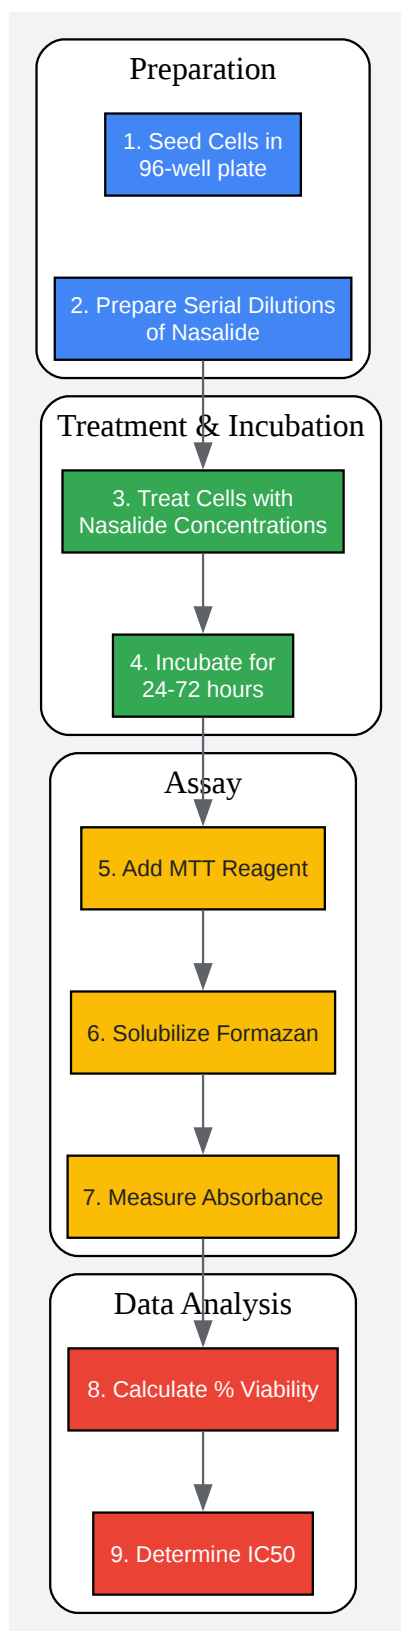 Preparation
1. Seed Cells in
96-well plate
2. Prepare Serial Dilutions
of Nasalide
Treatment & Incubation
3. Treat Cells with
Nasalide Concentrations
4. Incubate for
24-72 hours
Assay
5. Add MTT Reagent
6. Solubilize Formazan
7. Measure Absorbance
Data Analysis
8. Calculate % Viability
9. Determine IC50